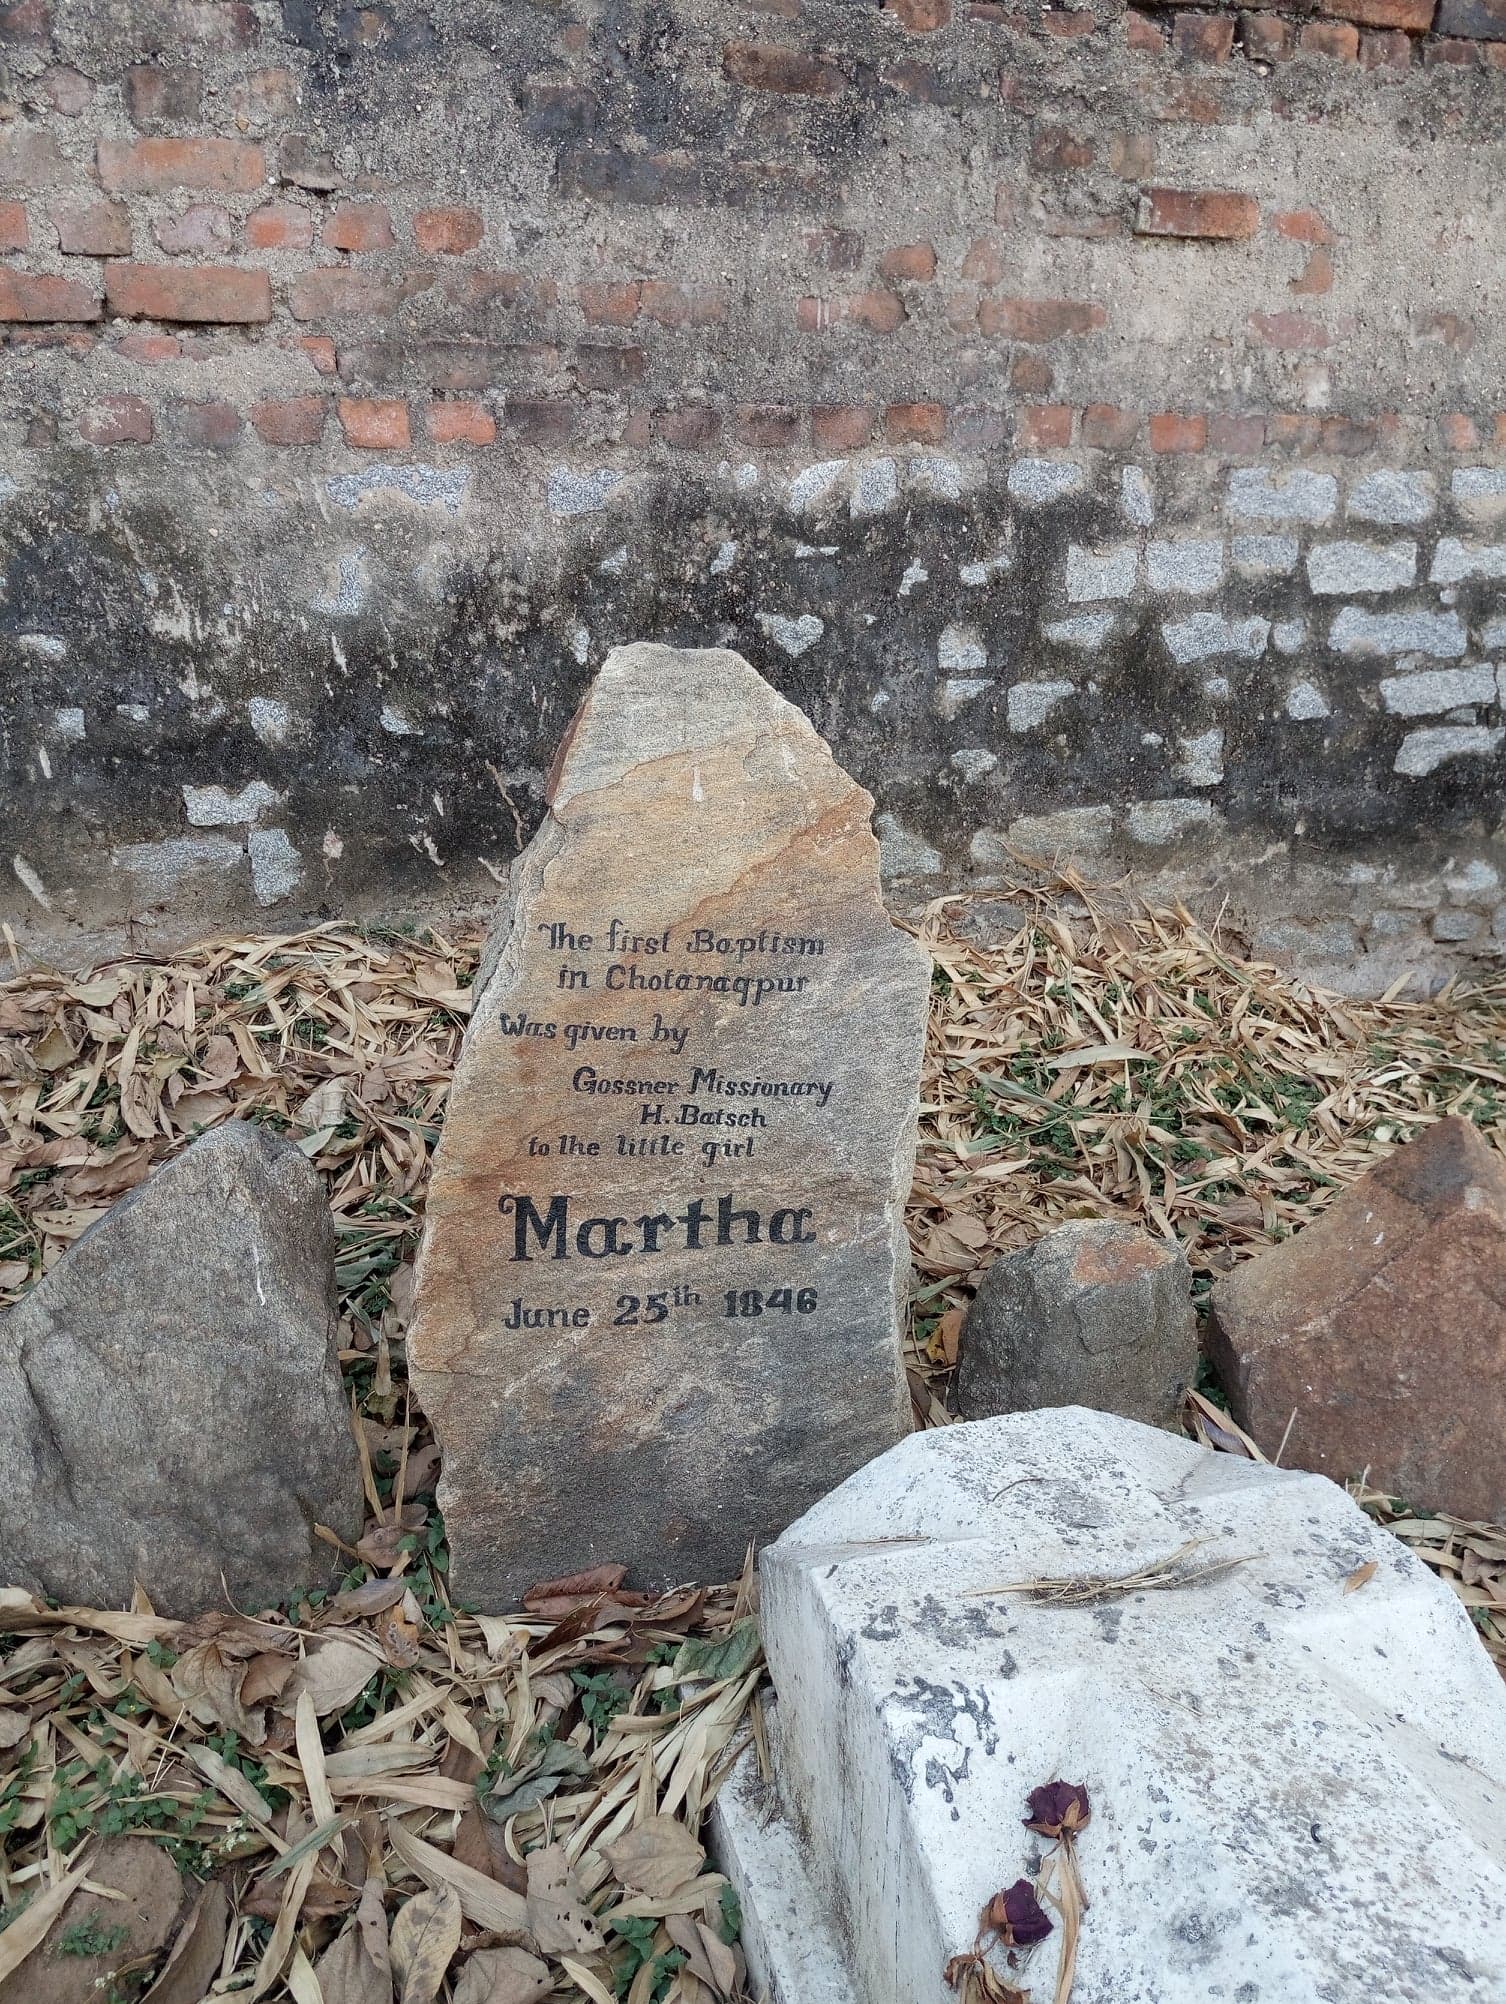 The first Baptism
in Chotanagpur
Was given by
Gossner Missionary
H. Batsch
to the little girl
Martha
June 25th 1846